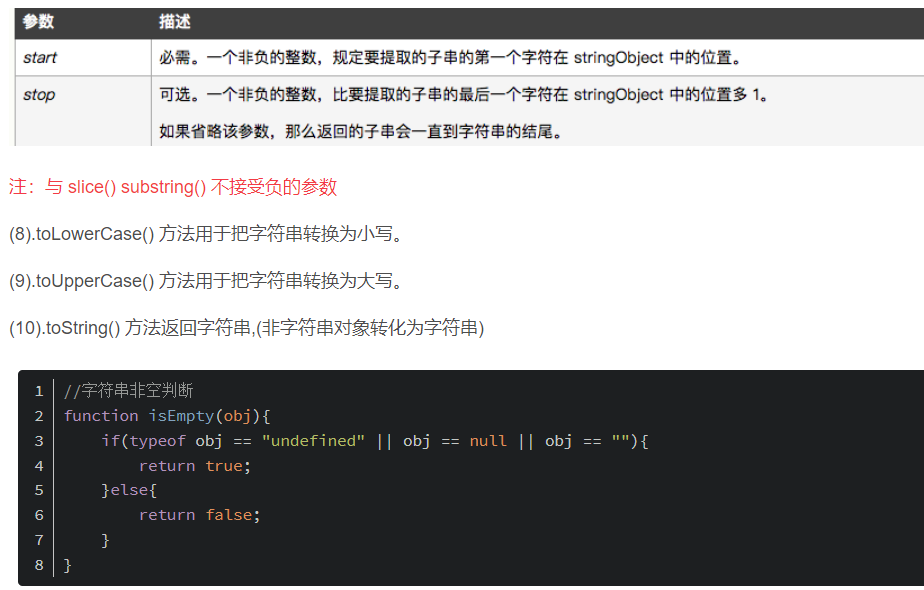 参数 描述
start 必需。一个非负的整数，规定要提取的子串的第一个字符在 stringObject 中的位置。
stop 可选。一个非负的整数，比要提取的子串的最后一个字符在 stringObject 中的位置多 1。
如果省略该参数，那么返回的子串会一直到字符串的结尾。
注：与 slice() substring() 不接受负的参数
(8).toLowerCase() 方法用于把字符串转换为小写。
(9).toUpperCase() 方法用于把字符串转换为大写。
(10).toString() 方法返回字符串,(非字符串对象转化为字符串)
1 //字符串非空判断
2 function isEmpty(obj){
3     if(typeof obj == "undefined" || obj == null || obj == ""){
4         return true;
5     }else{
6         return false;
7     }
8 }